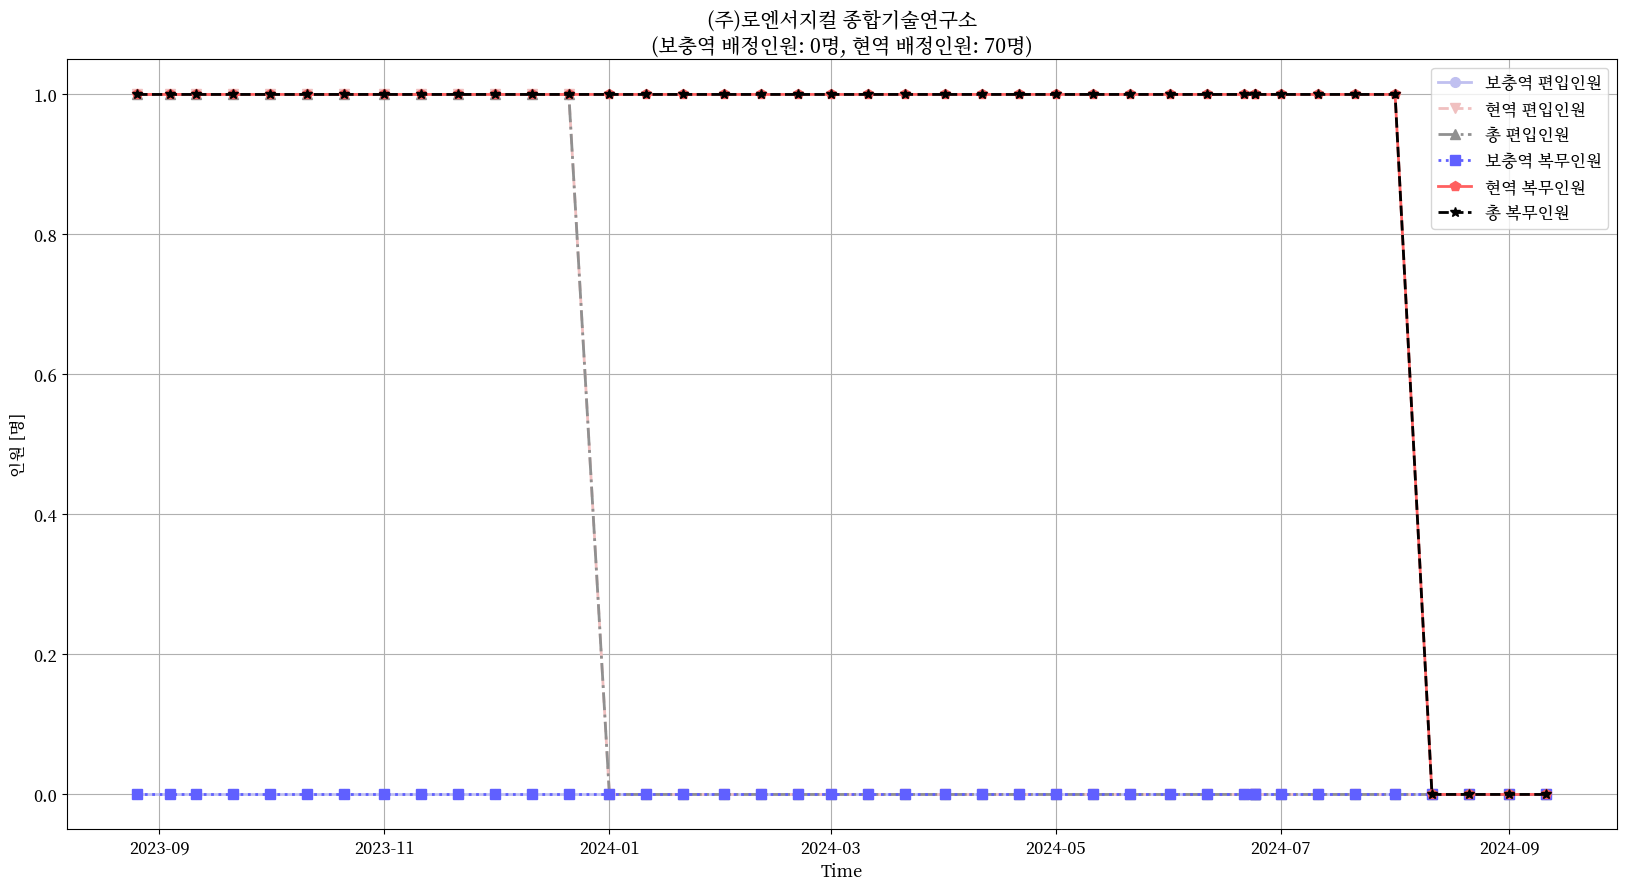 (주)로엔서지컬 종합기술연구소
(보충역 배정인원: 0명, 현역 배정인원: 70명)
보충역 편입인원
현역 편입인원
총 편입인원
보충역 복무인원
현역 복무인원
총 복무인원
1.0
0.8
0.6
0.4
0.2
0.0
인원 [명]
2023-09
2023-11
2024-01
2024-03
2024-05
2024-07
2024-09
Time